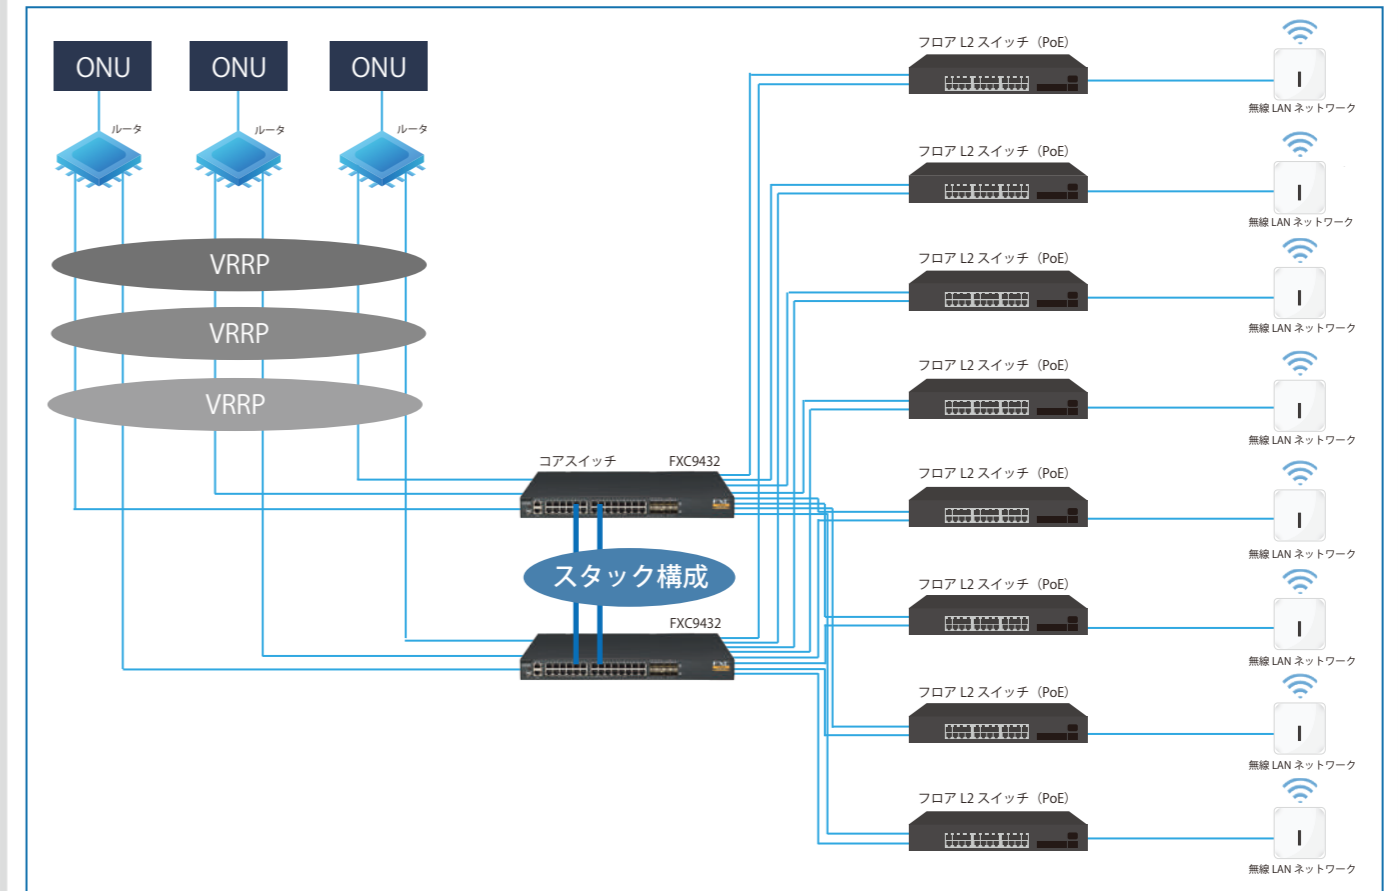 ONU
ONU
ONU
ルータ
ルータ
ルータ
VRRP
VRRP
VRRP
コアスイッチ
FXC9432
スタック構成
FXC9432
フロア L2 スイッチ（PoE）
無線 LAN ネットワーク
フロア L2 スイッチ（PoE）
無線 LAN ネットワーク
フロア L2 スイッチ（PoE）
無線 LAN ネットワーク
フロア L2 スイッチ（PoE）
無線 LAN ネットワーク
フロア L2 スイッチ（PoE）
無線 LAN ネットワーク
フロア L2 スイッチ（PoE）
無線 LAN ネットワーク
フロア L2 スイッチ（PoE）
無線 LAN ネットワーク
フロア L2 スイッチ（PoE）
無線 LAN ネットワーク